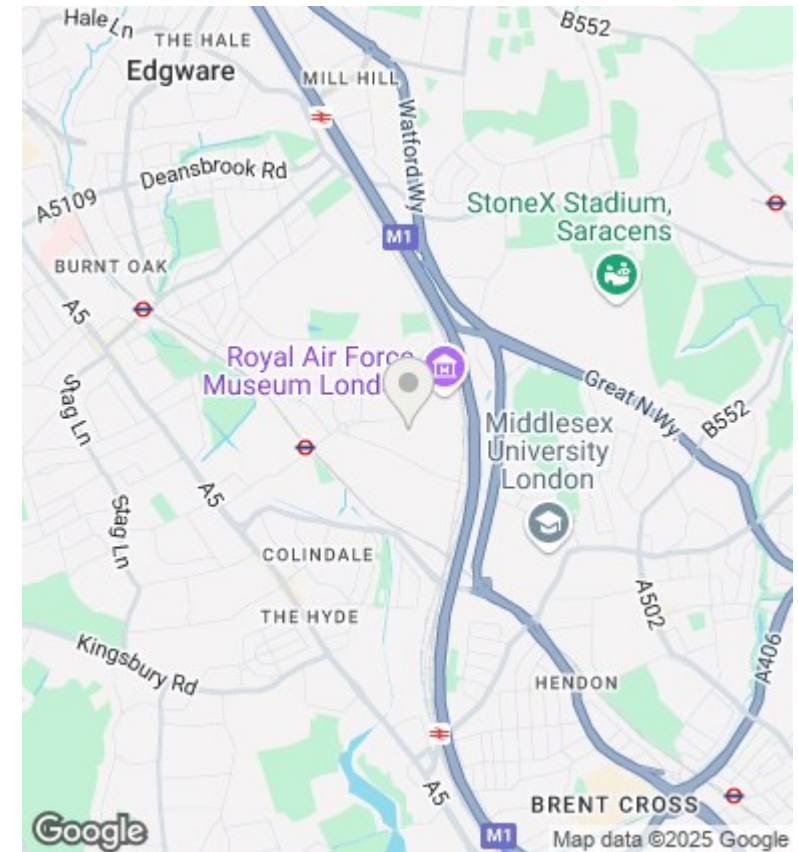 Hale Ln
THE HALE
Edgware
MILL HILL
B552
Watford Wy
Deansbrook Rd
A5109
StoneX Stadium,
Saracens
M1
BURNT OAK
A5
Royal Air Force
Museum Lond
Great N Wy
B552
Stag Ln
Middlesex
University
London
Stag Ln
A5
COLINDALE
A502
THE HYDE
A406
Kingsbury Rd
HENDON
A5
BRENT CROSS
Google
M1
Map data ©2025 Google